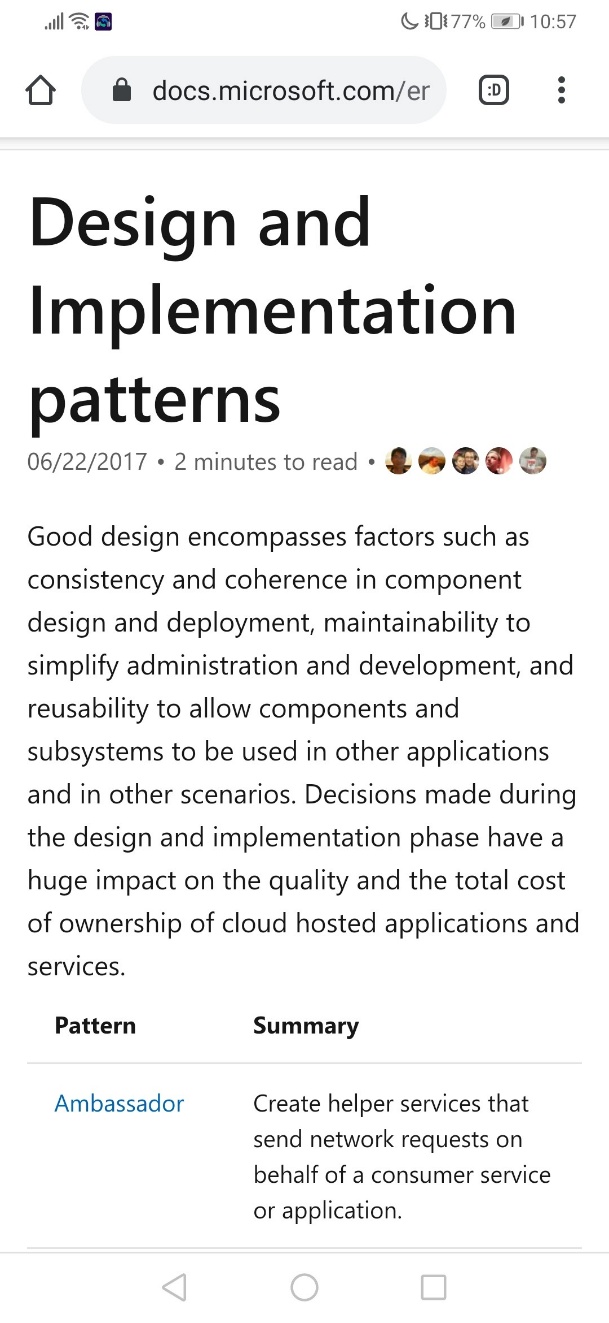 77% 10:57
docs.microsoft.com/er
:D
Design and
Implementation
patterns
06/22/2017 • 2 minutes to read •
Good design encompasses factors such as
consistency and coherence in component
design and deployment, maintainability to
simplify administration and development, and
reusability to allow components and
subsystems to be used in other applications
and in other scenarios. Decisions made during
the design and implementation phase have a
huge impact on the quality and the total cost
of ownership of cloud hosted applications and
services.
Pattern Summary
Ambassador Create helper services that
send network requests on
behalf of a consumer service
or application.